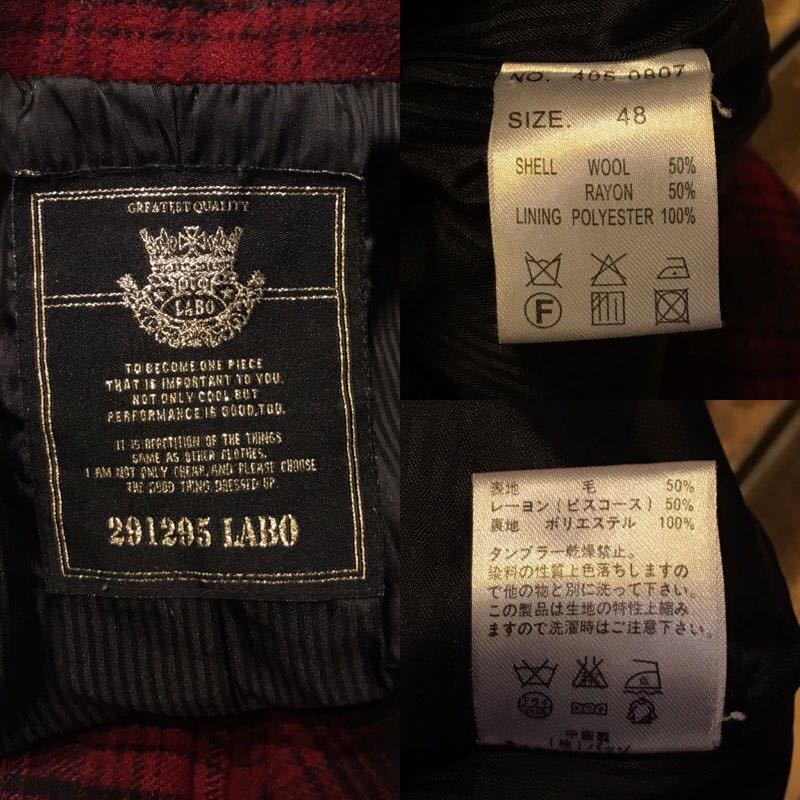 GREATEST QUALITY
LABO
TO BECOME ONE PIECE
THAT IS IMPORTANT TO YOU.
NOT ONLY COOL BUT
PERFORMANCE IS GOOD,TOO.
IT IS REPETITION OF THE THINGS
SAME AS OTHER CLOTHES.
I AM NOT ONLY CHEAP,AND PLEASE CHOOSE
THE GOOD THING.DRESSED UP
291295 LABO
NO. 405-0907
SIZE. 48
SHELL WOOL 50%
RAYON 50%
LINING POLYESTER 100%
F
表地 毛 50%
レーヨン(ビスコース) 50%
裏地 ポリエステル 100%
タンブラー乾燥禁止。
染料の性質上色落ちしますの
で他の物と別に洗って下さい。
この製品は生地の特性上縮み
ますので洗濯時はご注意下さい。
中国製